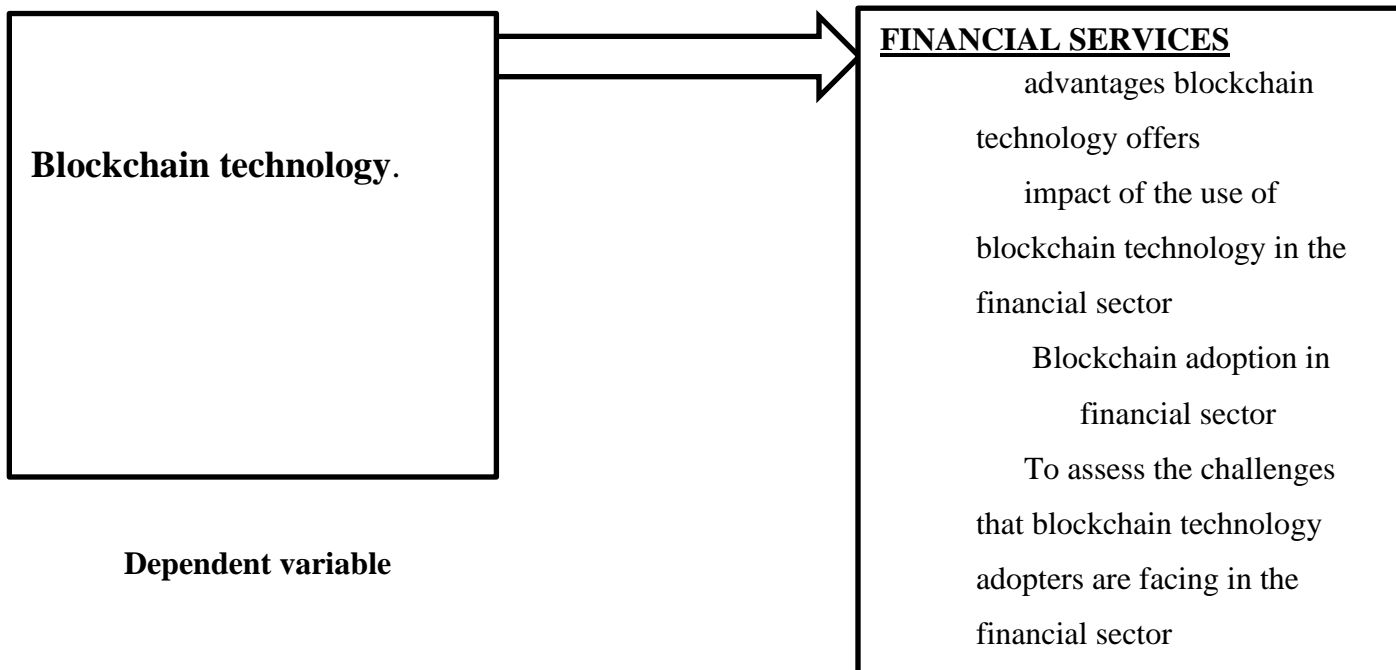 Blockchain technology.
Dependent variable
FINANCIAL SERVICES
advantages blockchain
technology offers
impact of the use of
blockchain technology in the
financial sector
Blockchain adoption in
financial sector
To assess the challenges
that blockchain technology
adopters are facing in the
financial sector